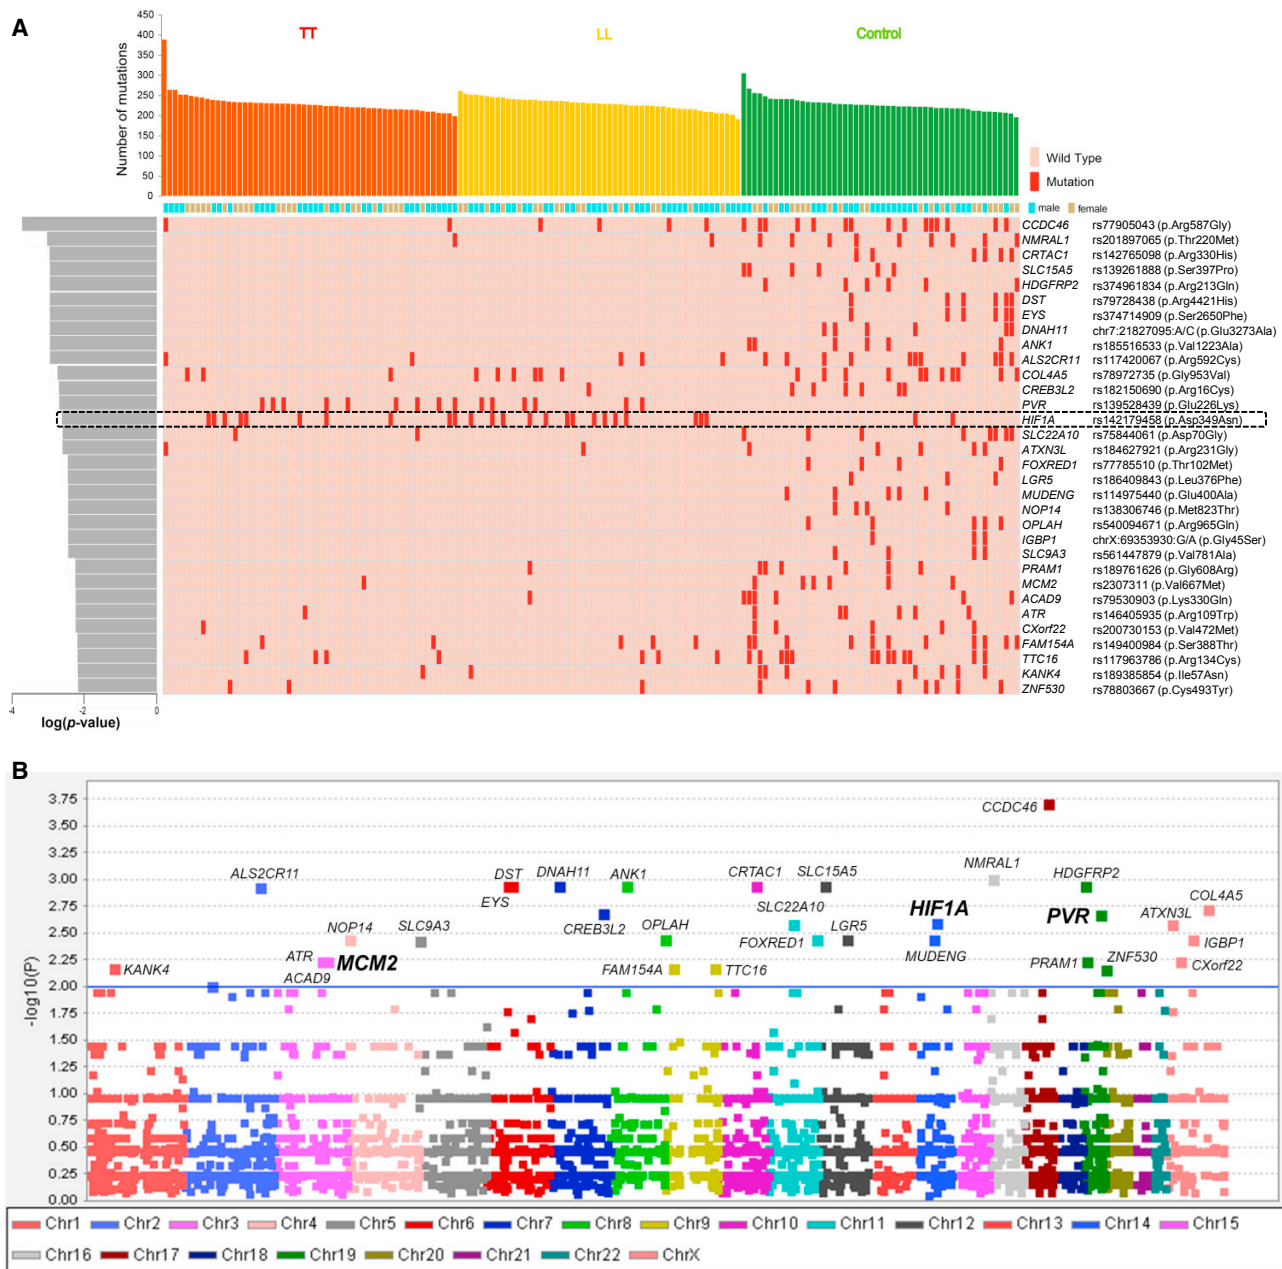 A
TT
LL
Control
Number of mutations
450
400
350
300
250
200
150
100
50
0
Wild Type
Mutation
male female
CCDC46 rs77905043 (p.Arg587Gly)
NMRAL1 rs201897065 (p.Thr220Met)
CRTAC1 rs142765098 (p.Arg330His)
SLC15A5 rs139261888 (p.Ser397Pro)
HDGFRP2 rs374961834 (p.Arg213Gln)
DST rs79728438 (p.Arg4421His)
EYS rs374714909 (p.Ser2650Phe)
DNAH11 chr7:21827095:A/C (p.Glu3273Ala)
ANK1 rs185516533 (p.Val1223Ala)
ALS2CR11 rs117420067 (p.Arg592Cys)
COL4A5 rs78972735 (p.Gly953Val)
CREB3L2 rs182150690 (p.Arg16Cys)
PVR rs139528439 (p.Glu226Lys)
HIF1A rs142179458 (p.Asp349Asn)
SLC22A10 rs75844061 (p.Asp70Gly)
ATXN3L rs184627921 (p.Arg231Gly)
FOXRED1 rs77785510 (p.Thr102Met)
LGR5 rs186409843 (p.Leu376Phe)
MUDENG rs114975440 (p.Glu400Ala)
NOP14 rs138306746 (p.Met823Thr)
OPLAH rs540094671 (p.Arg965Gln)
IGBP1 chrX:69353930:G/A (p.Gly45Ser)
SLC9A3 rs561447879 (p.Val781Ala)
PRAM1 rs189761626 (p.Gly608Arg)
MCM2 rs2307311 (p.Val667Met)
ACAD9 rs79530903 (p.Lys330Gln)
ATR rs146405935 (p.Arg109Trp)
CXorf22 rs200730153 (p.Val472Met)
FAM154A rs149400984 (p.Ser388Thr)
TTC16 rs117963786 (p.Arg134Cys)
KANK4 rs189385854 (p.Ile57Asn)
ZNF530 rs78803667 (p.Cys493Tyr)
-4 -2 0
log(p-value)
B
-log10(P)
3.75
3.50
3.25
3.00
2.75
2.50
2.25
2.00
1.75
1.50
1.25
1.00
0.75
0.50
0.25
0.00
CCDC46
NMRAL1
ALS2CR11
DST
DNAH11
ANK1
CRTAC1
SLC15A5
HDGFRP2
EYS
COL4A5
CREB3L2
SLC22A10
HIF1A
PVR
ATXN3L
NOP14
SLC9A3
OPLAH
FOXRED1
LGR5
MUDENG
IGBP1
ATR
MCM2
KANK4
ACAD9
FAM154A
TTC16
PRAM1
ZNF530
CXorf22
Chr1 Chr2 Chr3 Chr4 Chr5 Chr6 Chr7 Chr8 Chr9 Chr10 Chr11 Chr12 Chr13 Chr14 Chr15
Chr16 Chr17 Chr18 Chr19 Chr20 Chr21 Chr22 ChrX